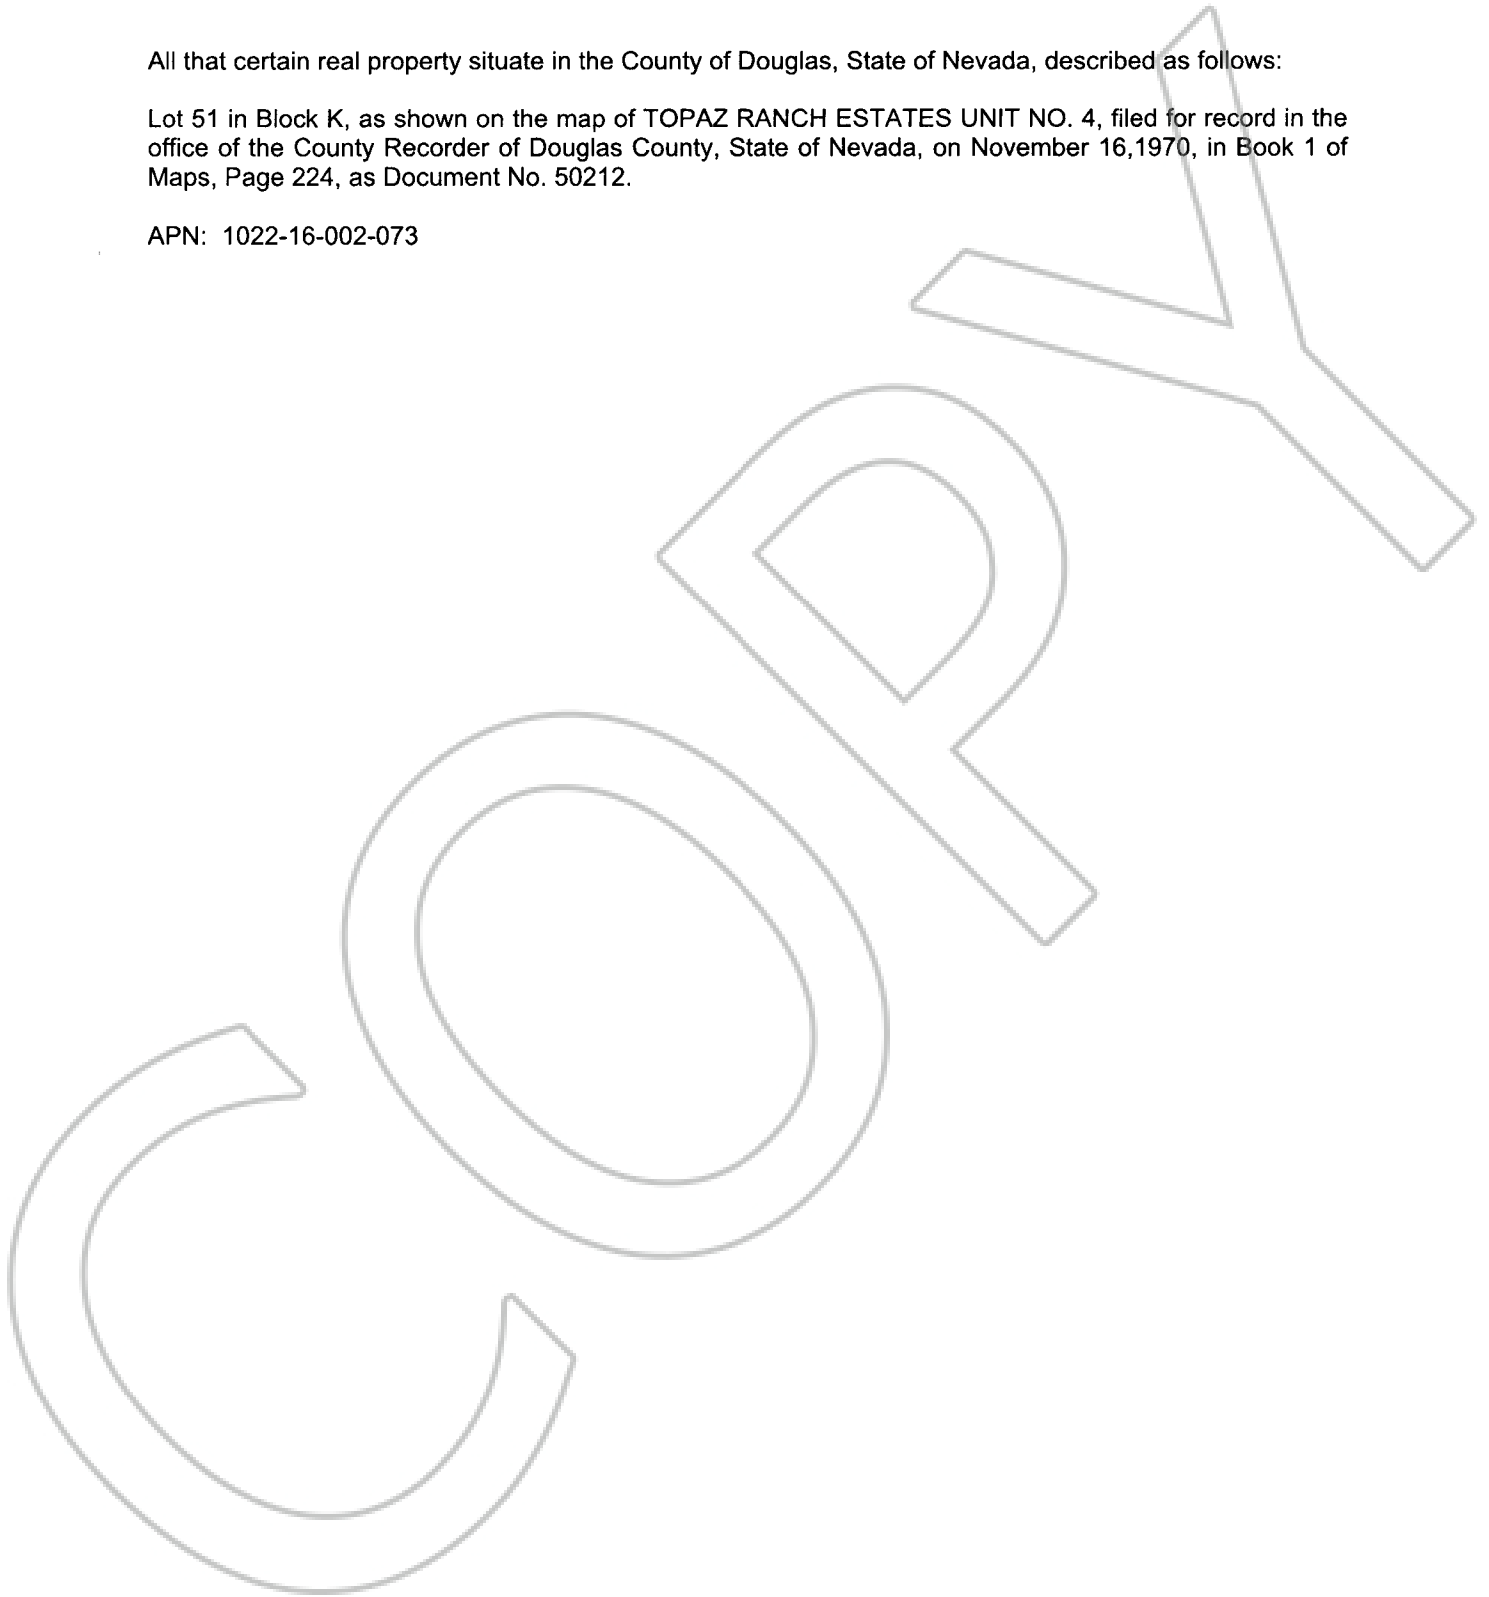 All that certain real property situate in the County of Douglas, State of Nevada, described as follows:
Lot 51 in Block K, as shown on the map of TOPAZ RANCH ESTATES UNIT NO. 4, filed for record in the
office of the County Recorder of Douglas County, State of Nevada, on November 16,1970, in Book 1 of
Maps, Page 224, as Document No. 50212.
APN: 1022-16-002-073
COPY